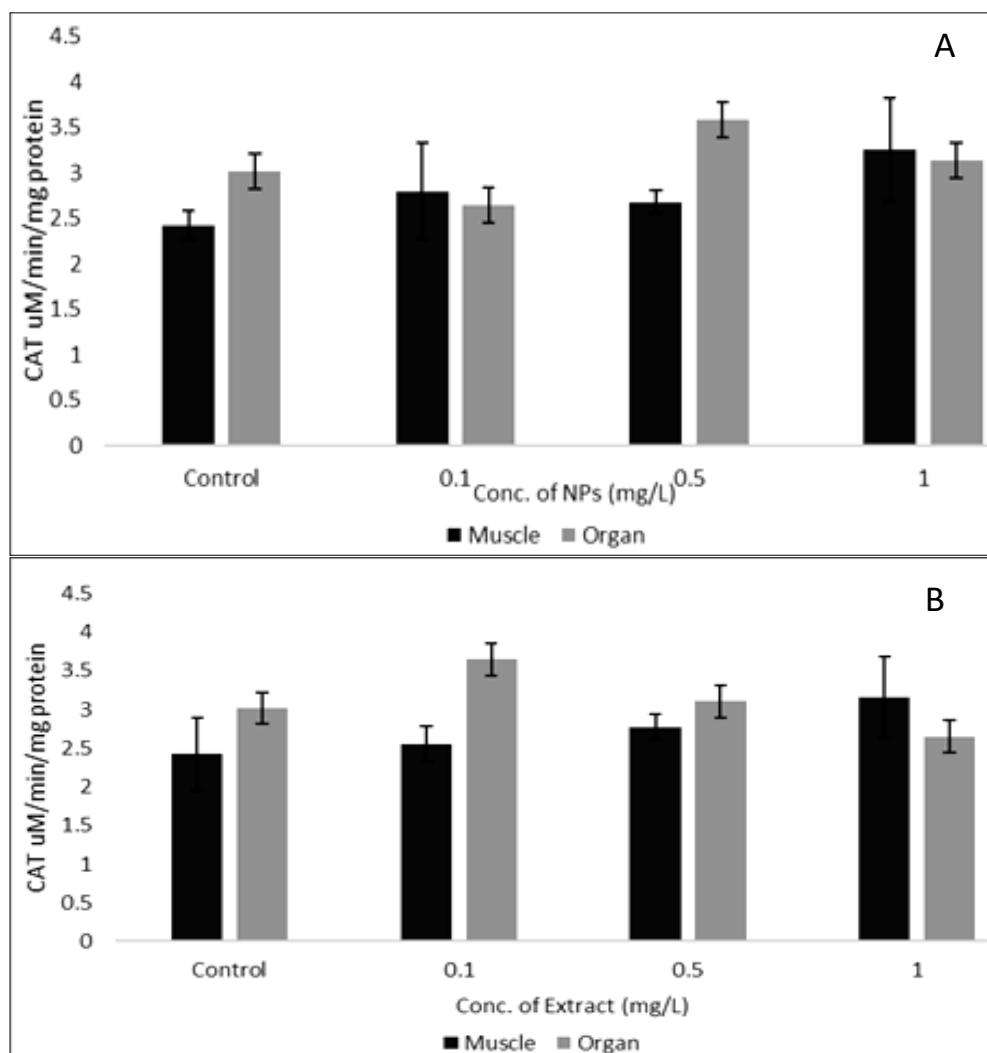 A
CAT uM/min/mg protein
4.5
4
3.5
3
2.5
2
1.5
1
0.5
0
Control 0.1 0.5 1
Conc. of NPs (mg/L)
Muscle Organ
B
CAT uM/min/mg protein
4.5
4
3.5
3
2.5
2
1.5
1
0.5
0
Control 0.1 0.5 1
Conc. of Extract (mg/L)
Muscle Organ